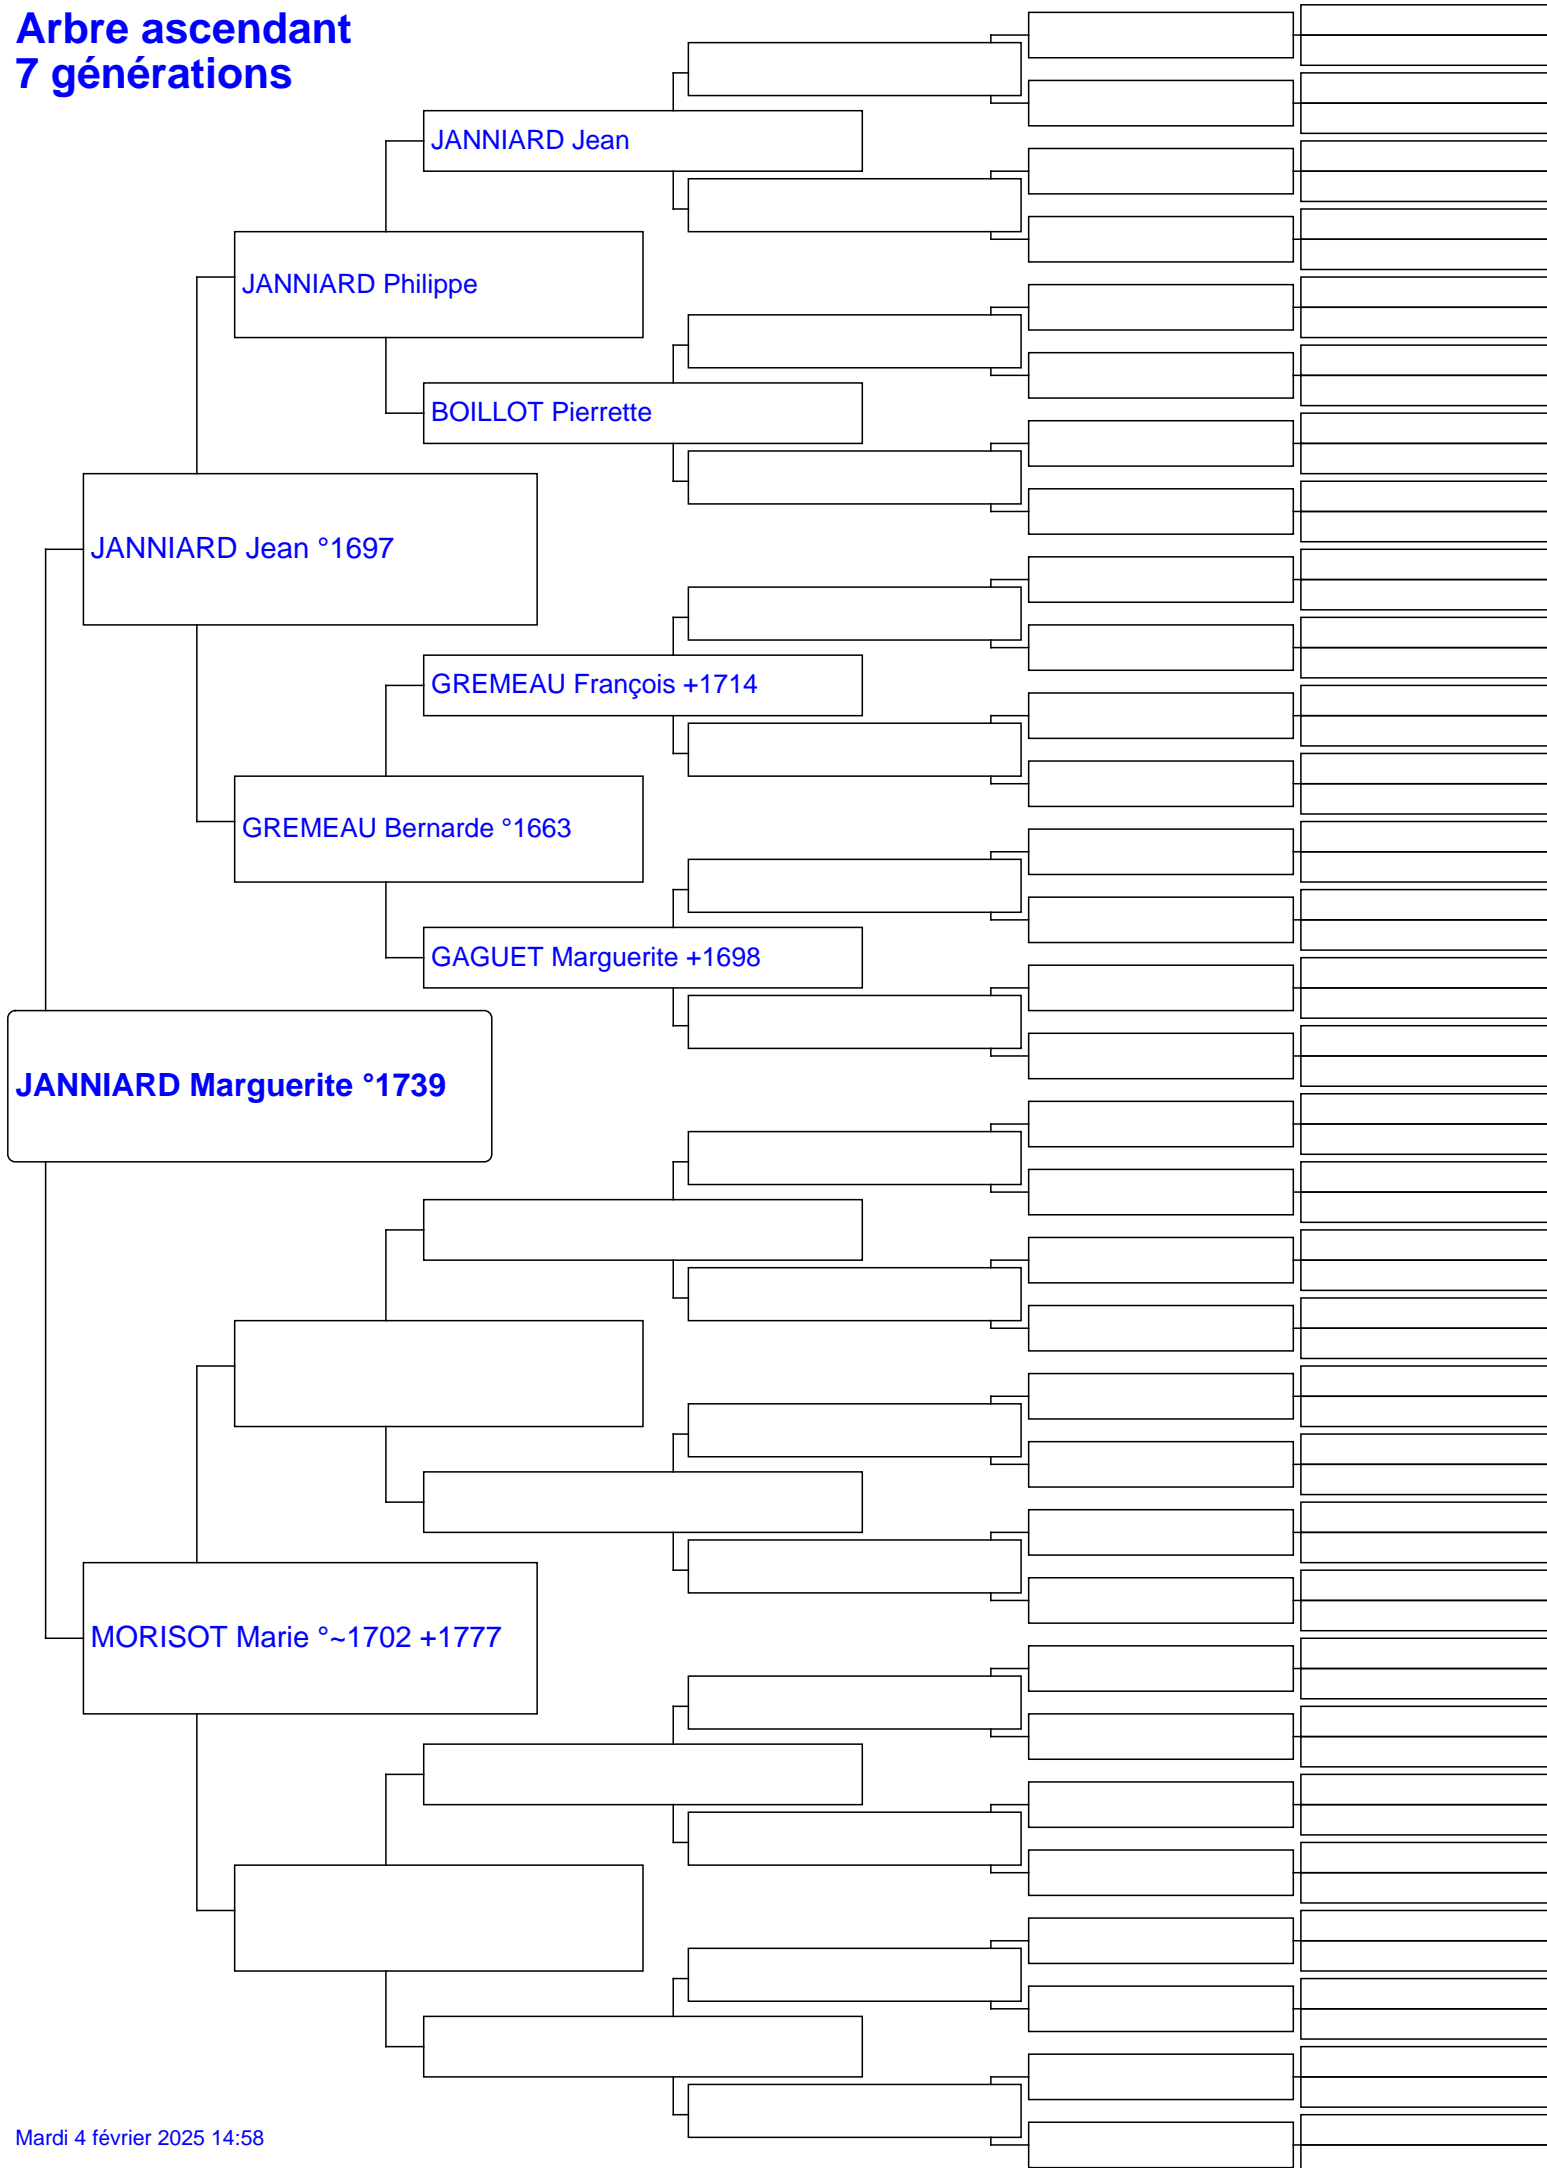 Arbre ascendant
7 générations
JANNIARD Jean
JANNIARD Philippe
BOILLOT Pierrette
JANNIARD Jean °1697
GREMEAU François +1714
GREMEAU Bernarde °1663
GAGUET Marguerite +1698
JANNIARD Marguerite °1739
MORISOT Marie °~1702 +1777
Mardi 4 février 2025 14:58